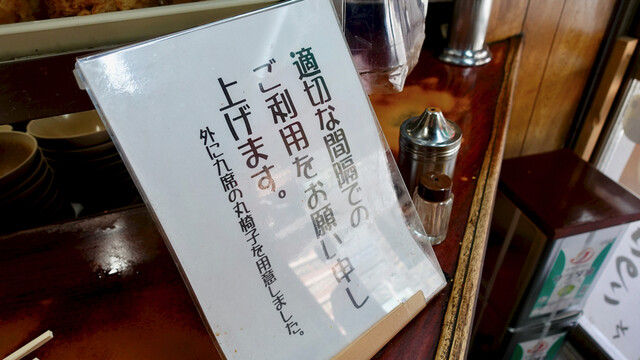 適切な間隔での
ご利用をお願い申し
上げます。
外に九席の丸椅子を用意しました。